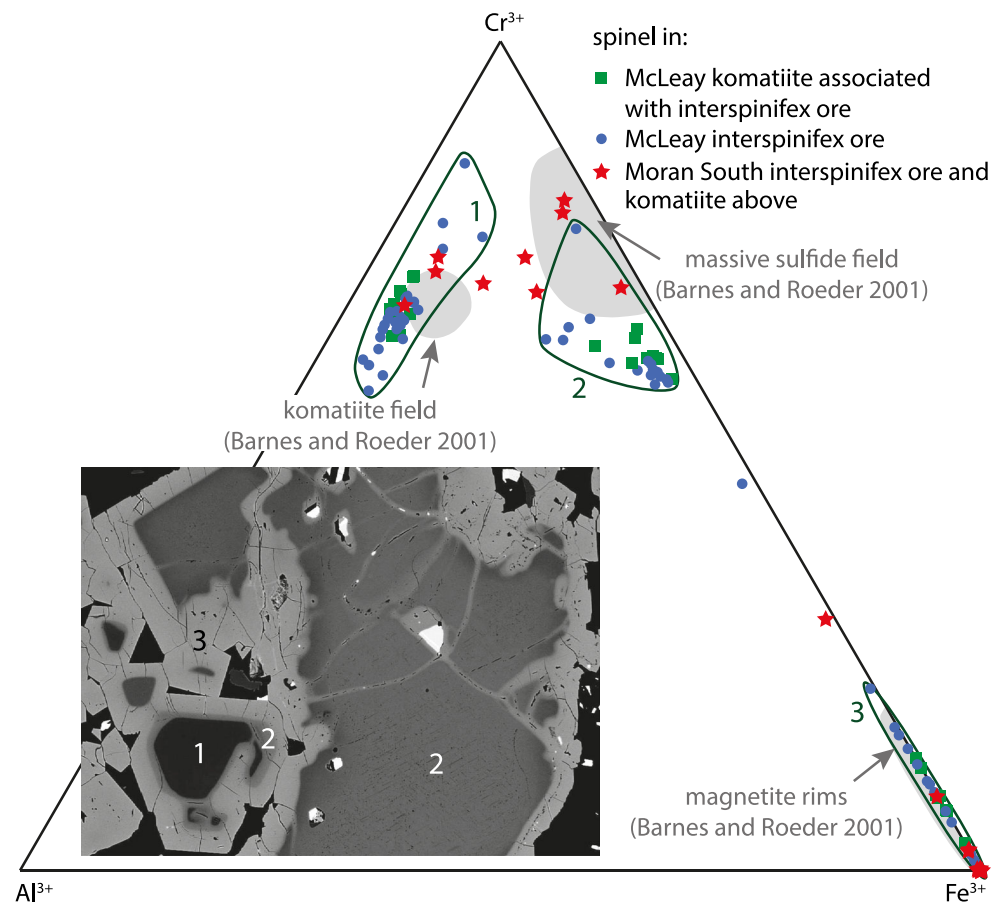 Cr³⁺
spinel in:
McLeay komatiite associated
with interspinifex ore
McLeay interspinifex ore
Moran South interspinifex ore and
komatiite above
1
massive sulfide field
(Barnes and Roeder 2001)
2
komatiite field
(Barnes and Roeder 2001)
3
1
2
2
3
magnetite rims
(Barnes and Roeder 2001)
Al³⁺
Fe³⁺